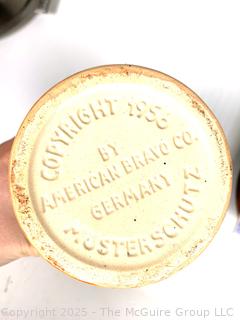 COPYRIGHT 1956
BY
AMERICAN BRAVO CO.
GERMANY
MUSTERSCHUTZ
Copyright 2025 - The McGuire Group LLC